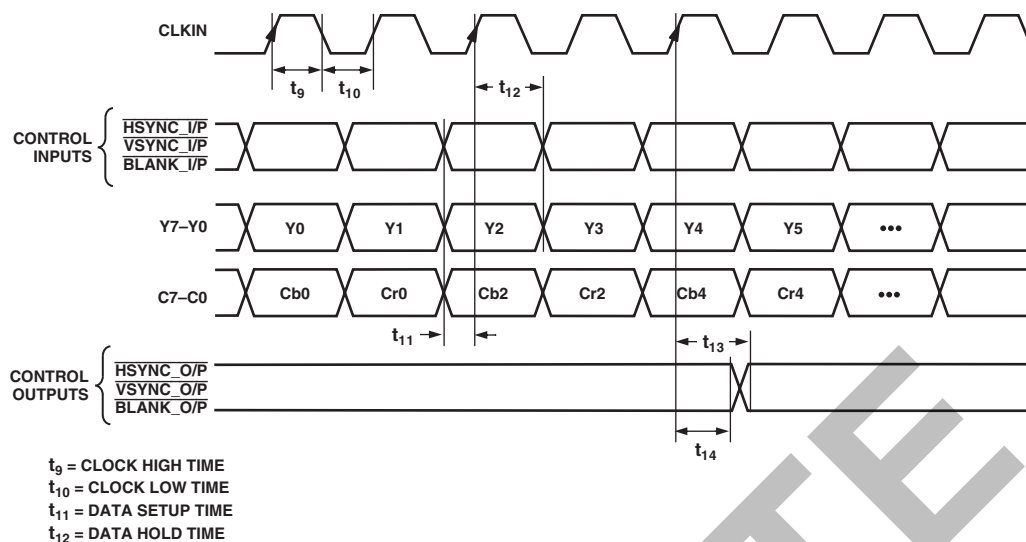 CLKIN
t9
t10
t12
CONTROL INPUTS
HSYNC_I/P
VSYNC_I/P
BLANK_I/P
Y7–Y0
Y0 Y1 Y2 Y3 Y4 Y5 •••
C7–C0
Cb0 Cr0 Cb2 Cr2 Cb4 Cr4 •••
t11
t13
CONTROL OUTPUTS
HSYNC_O/P
VSYNC_O/P
BLANK_O/P
t14
t9 = CLOCK HIGH TIME
t10 = CLOCK LOW TIME
t11 = DATA SETUP TIME
t12 = DATA HOLD TIME
TE